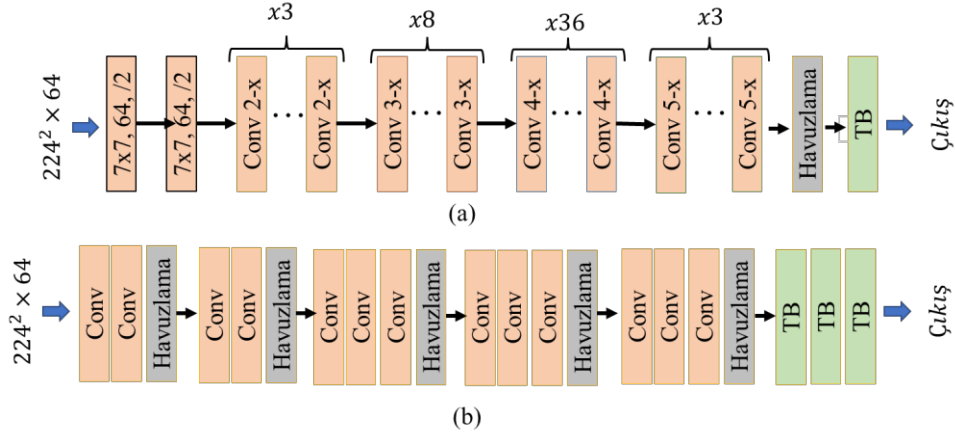 x3
x8
x36
x3
224² × 64
7x7, 64, /2
7x7, 64, /2
Conv 2-x
...
Conv 2-x
Conv 3-x
...
Conv 3-x
Conv 4-x
...
Conv 4-x
Conv 5-x
...
Conv 5-x
Havuzlama
TB
Çıkış
(a)
224² × 64
Conv
Conv
Havuzlama
Conv
Conv
Havuzlama
Conv
Conv
Conv
Havuzlama
Conv
Conv
Conv
Havuzlama
Conv
Conv
Conv
Havuzlama
TB
TB
TB
Çıkış
(b)